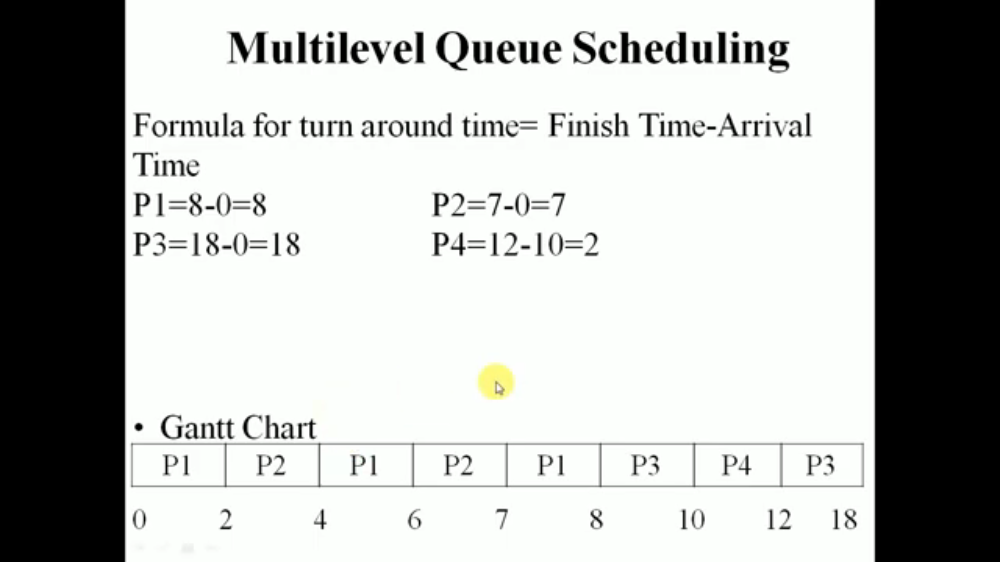 Multilevel Queue Scheduling
Formula for turn around time= Finish Time-Arrival
Time
P1=8-0=8 P2=7-0=7
P3=18-0=18 P4=12-10=2
• Gantt Chart
P1 P2 P1 P2 P1 P3 P4 P3
0 2 4 6 7 8 10 12 18